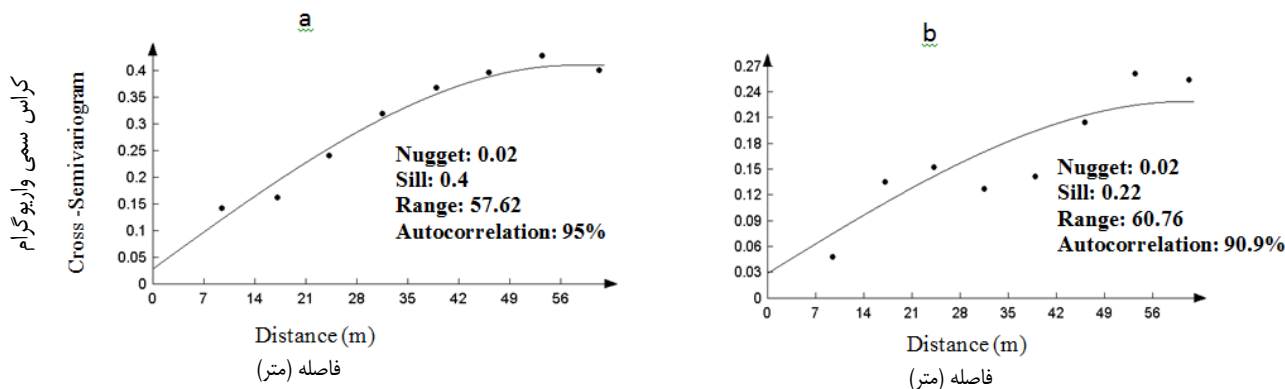 a
کراس سمی واریوگرام
Cross -Semivariogram
0.4
0.35
0.3
0.25
0.2
0.15
0.1
0.05
0
0 7 14 21 28 35 42 49 56
Nugget: 0.02
Sill: 0.4
Range: 57.62
Autocorrelation: 95%
Distance (m)
فاصله (متر)
b
0.27
0.24
0.21
0.18
0.15
0.12
0.09
0.06
0.03
0
0 7 14 21 28 35 42 49 56
Nugget: 0.02
Sill: 0.22
Range: 60.76
Autocorrelation: 90.9%
Distance (m)
فاصله (متر)